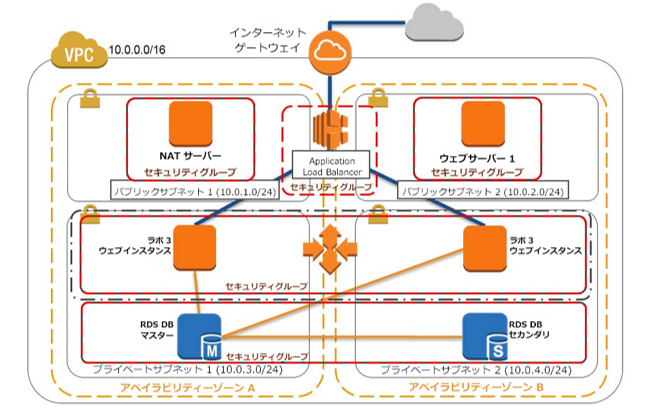 インターネット
ゲートウェイ
VPC
10.0.0.0/16
NAT サーバー
セキュリティグループ
パブリックサブネット 1 (10.0.1.0/24)
Application
Load Balancer
セキュリティグループ
ウェブサーバー 1
セキュリティグループ
パブリックサブネット 2 (10.0.2.0/24)
ラボ 3
ウェブインスタンス
ラボ 3
ウェブインスタンス
セキュリティグループ
RDS DB
マスター
M
RDS DB
セカンダリ
S
セキュリティグループ
プライベートサブネット 1 (10.0.3.0/24)
プライベートサブネット 2 (10.0.4.0/24)
アベイラビリティーゾーン A
アベイラビリティーゾーン B